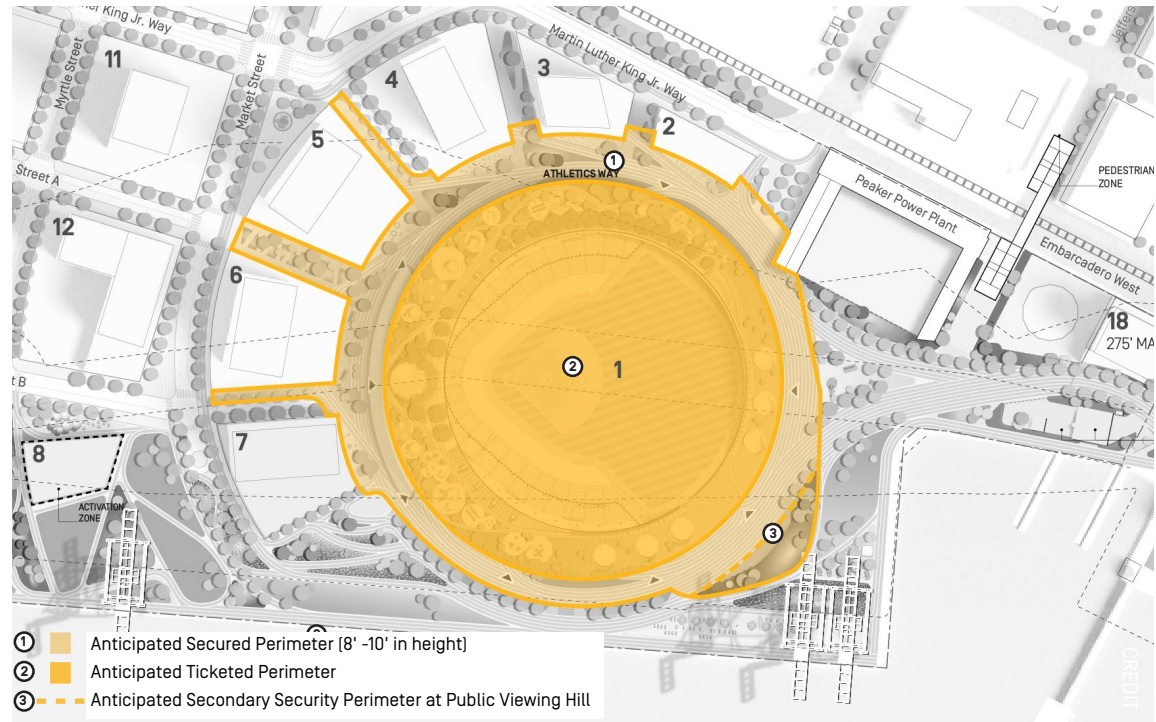 uther King Jr. Way
11
Myrtle Street
Market Street
4
3
Martin Luther King Jr. Way
2
5
1
ATHLETICS WAY
PEDESTRIAN
ZONE
Peaker Power Plant
Embarcadero West
Street A
12
6
18
275' MA
2
1
t B
7
8
ACTIVATION
ZONE
3
CREDIT
1 Anticipated Secured Perimeter [8' -10' in height]
2 Anticipated Ticketed Perimeter
3 Anticipated Secondary Security Perimeter at Public Viewing Hill